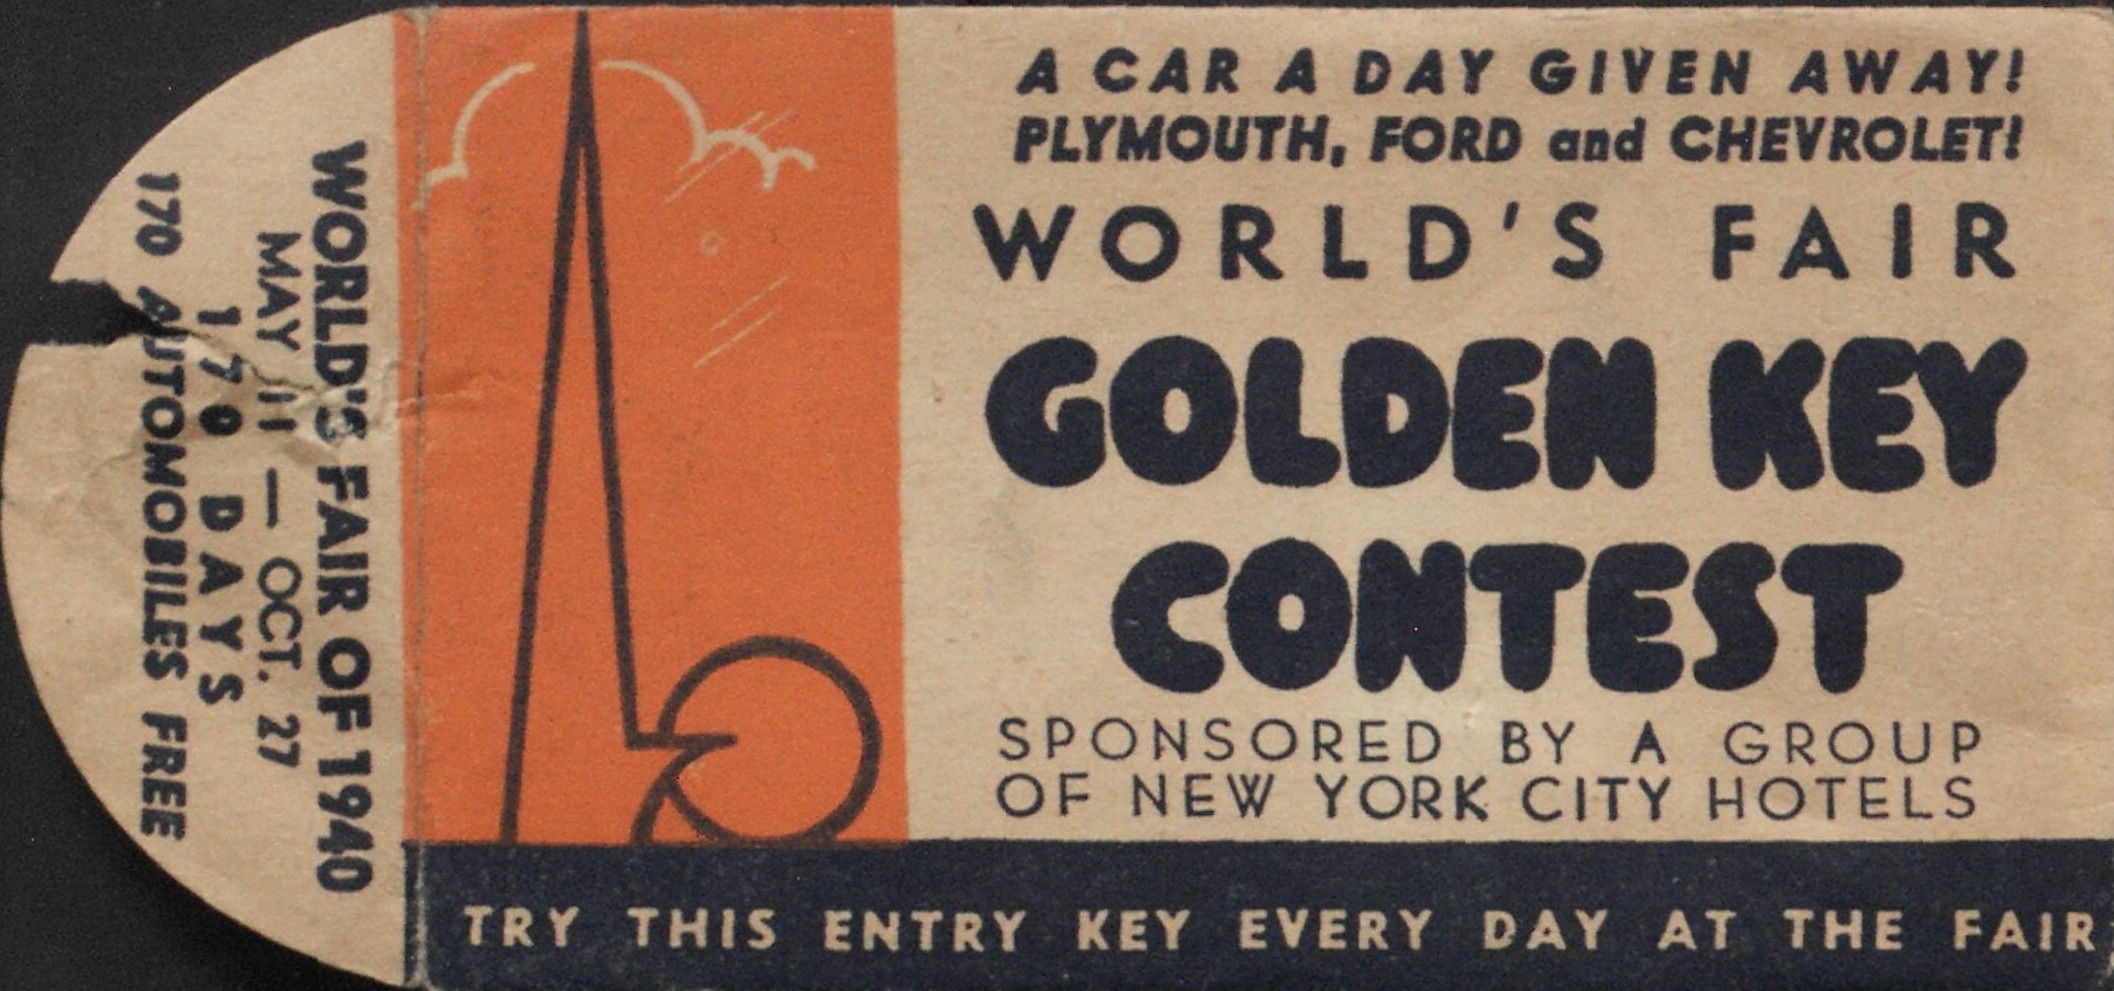 A CAR A DAY GIVEN AWAY!
PLYMOUTH, FORD and CHEVROLET!
WORLD'S FAIR
GOLDEN KEY
CONTEST
SPONSORED BY A GROUP
OF NEW YORK CITY HOTELS
TRY THIS ENTRY KEY EVERY DAY AT THE FAIR
WORLD'S FAIR OF 1940
MAY 11 — OCT. 27
170 DAYS
170 AUTOMOBILES FREE